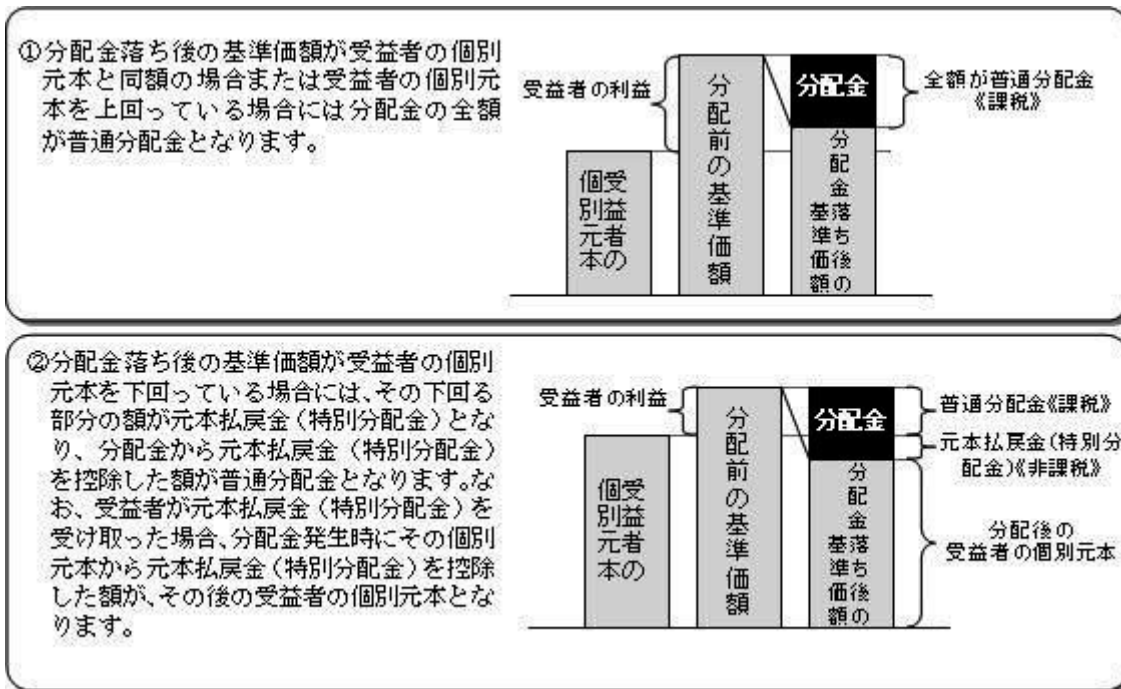 ①分配金落ち後の基準価額が受益者の個別
元本と同額の場合または受益者の個別元
本を上回っている場合には分配金の全額
が普通分配金となります。
受益者の利益
受益者の
個別元本
分配前の基準価額
分配金
分配金落ち後の
基準価額
全額が普通分配金
《課税》
②分配金落ち後の基準価額が受益者の個別
元本を下回っている場合には、その下回る
部分の額が元本払戻金（特別分配金）とな
り、分配金から元本払戻金（特別分配金）
を控除した額が普通分配金となります。な
お、受益者が元本払戻金（特別分配金）を
受け取った場合、分配金発生時にその個別
元本から元本払戻金（特別分配金）を控除
した額が、その後の受益者の個別元本とな
ります。
受益者の利益
受益者の
個別元本
分配前の基準価額
分配金
分配金落ち後の
基準価額
普通分配金《課税》
元本払戻金（特別分
配金）《非課税》
分配後の
受益者の個別元本